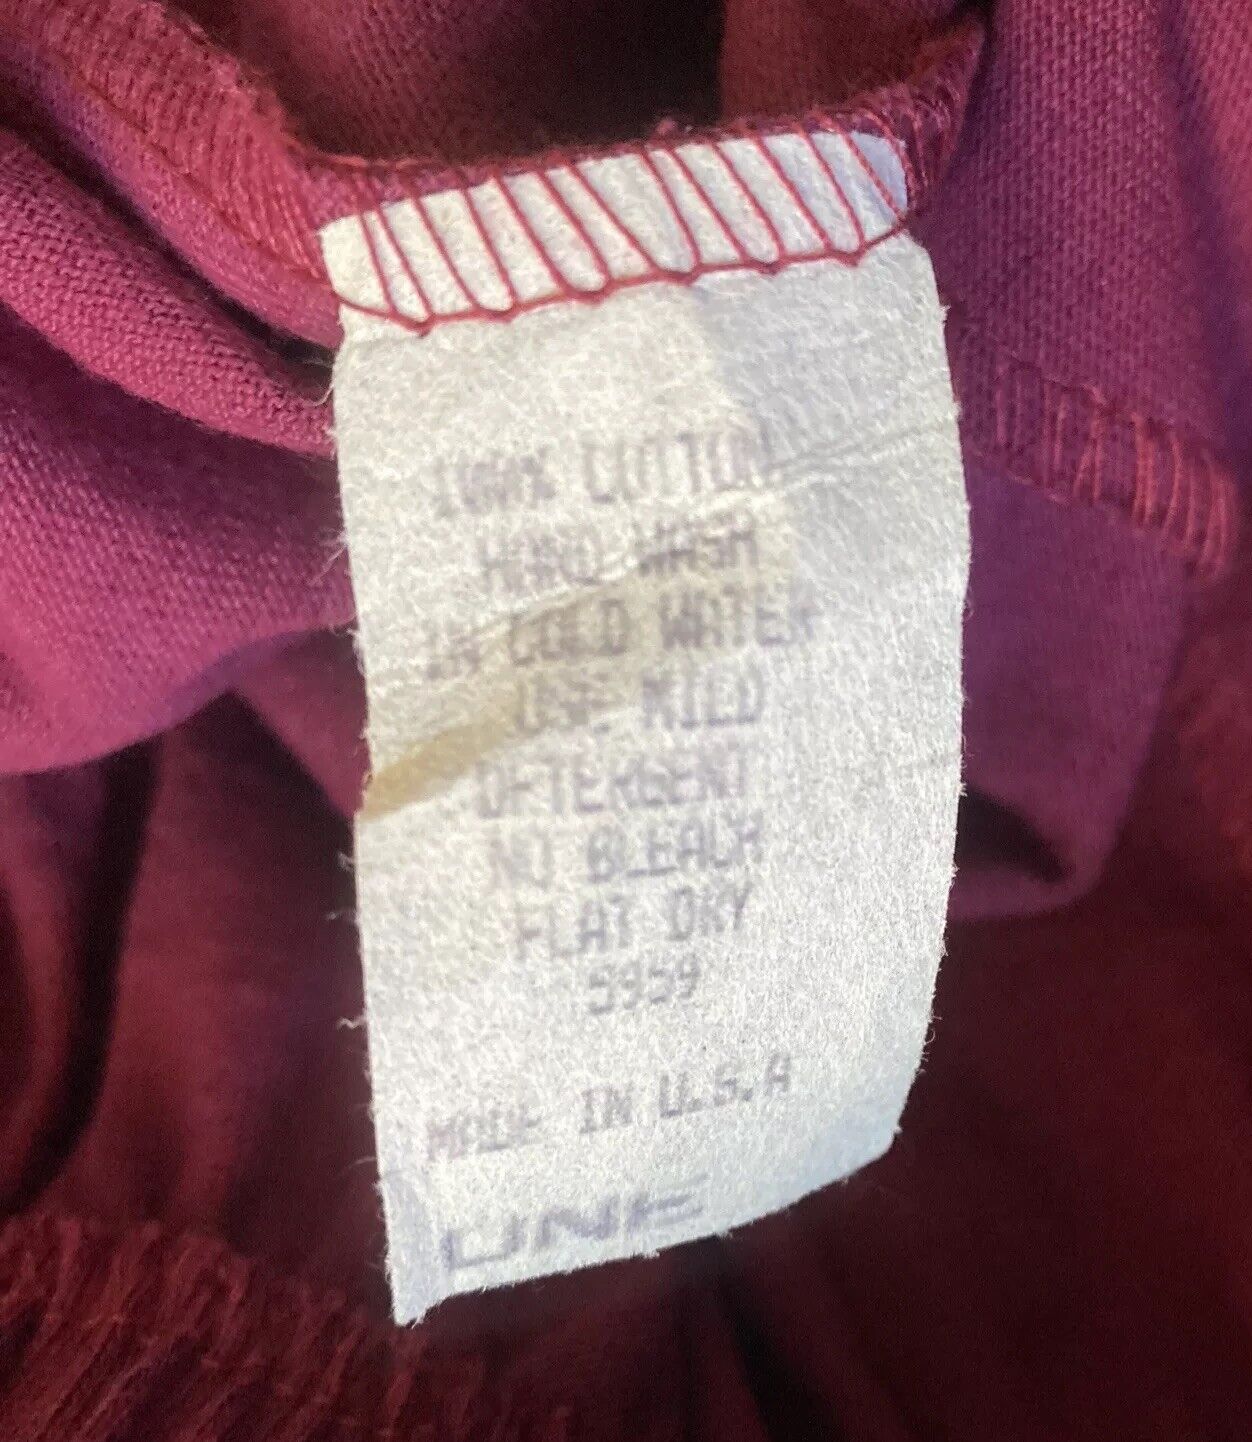 100% COTTON
HAND WASH
IN COLD WATER
USE MILD
DETERGENT
NO BLEACH
FLAT DRY
5959
MADE IN U.S.A